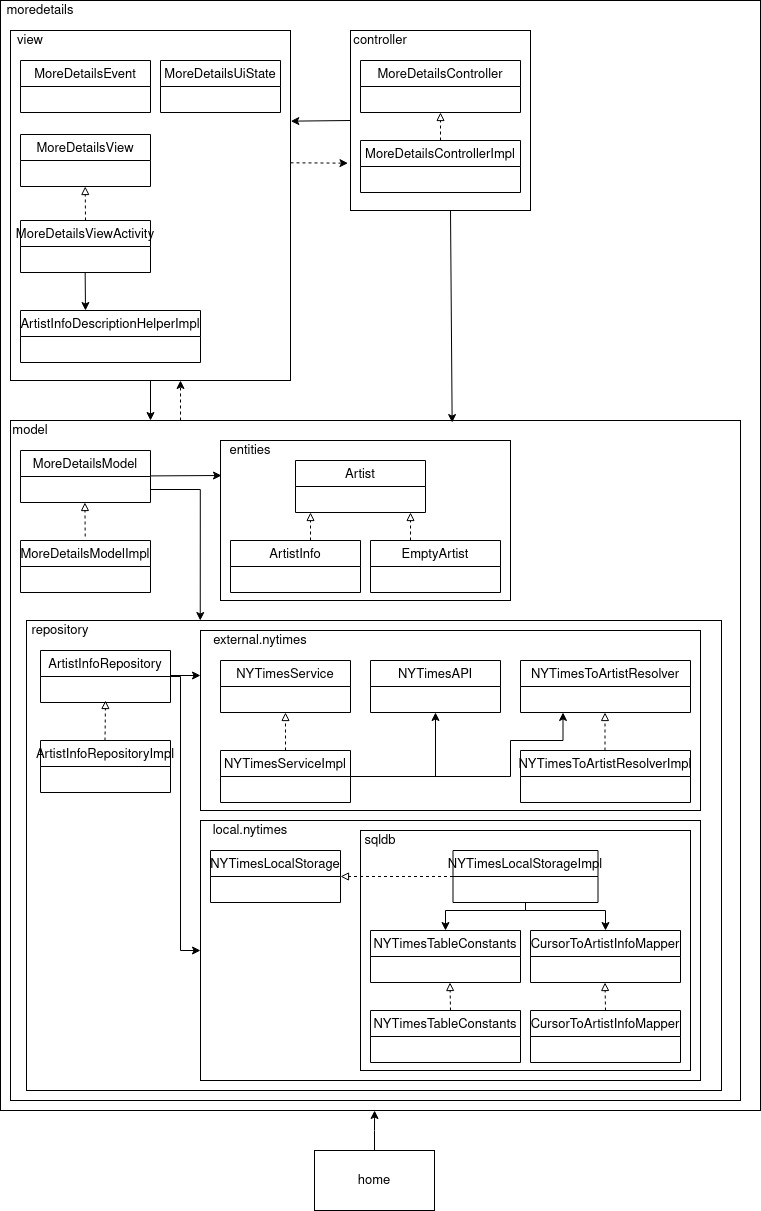 moredetails
view
MoreDetailsEvent
MoreDetailsUiState
MoreDetailsView
MoreDetailsViewActivity
ArtistInfoDescriptionHelperImpl
controller
MoreDetailsController
MoreDetailsControllerImpl
model
MoreDetailsModel
MoreDetailsModelImpl
entities
Artist
ArtistInfo
EmptyArtist
repository
ArtistInfoRepository
ArtistInfoRepositoryImpl
external.nytimes
NYTimesService
NYTimesAPI
NYTimesToArtistResolver
NYTimesServiceImpl
NYTimesToArtistResolverImpl
local.nytimes
NYTimesLocalStorage
sqldb
NYTimesLocalStorageImpl
NYTimesTableConstants
CursorToArtistInfoMapper
NYTimesTableConstants
CursorToArtistInfoMapper
home